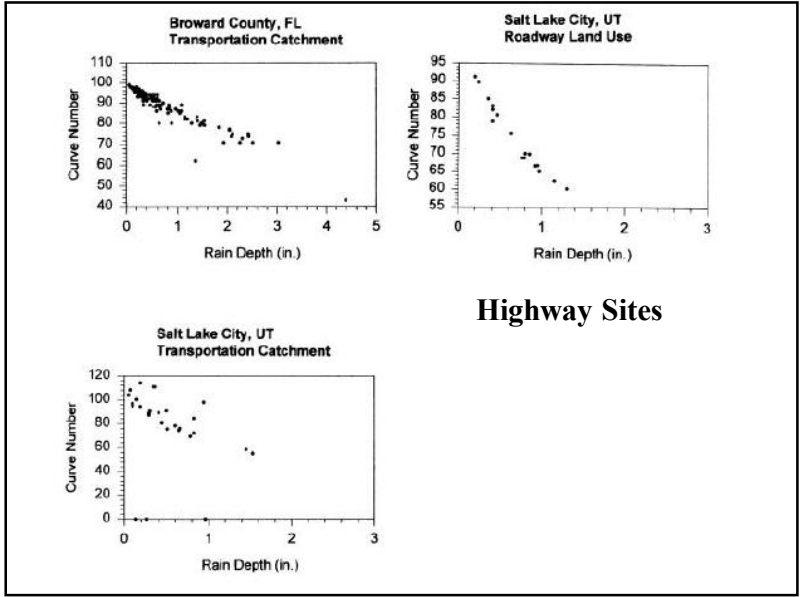 Broward County, FL
Transportation Catchment
110
100
90
80
70
60
50
40
Curve Number
0 1 2 3 4 5
Rain Depth (in.)
Salt Lake City, UT
Roadway Land Use
95
90
85
80
75
70
65
60
55
Curve Number
0 1 2 3
Rain Depth (in.)
Highway Sites
Salt Lake City, UT
Transportation Catchment
120
100
80
60
40
20
0
Curve Number
0 1 2 3
Rain Depth (in.)